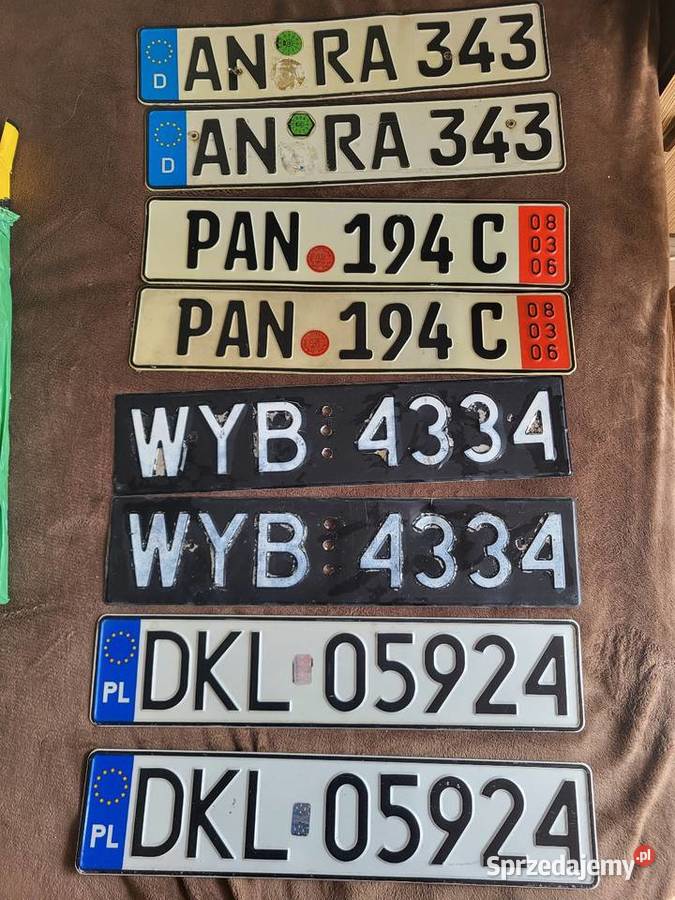 D AN RA 343
D AN RA 343
PAN 194 C 08 03 06
PAN 194 C 08 03 06
WYB 4334
WYB 4334
PL DKL 05924
PL DKL 05924
Sprzedajemy.pl